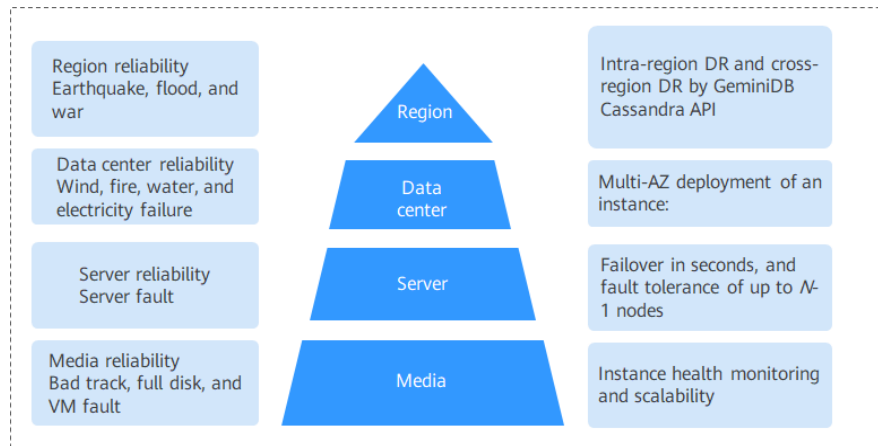 Region reliability
Earthquake, flood, and
war
Region
Intra-region DR and cross-
region DR by GeminiDB
Cassandra API
Data center reliability
Wind, fire, water, and
electricity failure
Data
center
Multi-AZ deployment of an
instance:
Server reliability
Server fault
Server
Failover in seconds, and
fault tolerance of up to N-
1 nodes
Media reliability
Bad track, full disk, and
VM fault
Media
Instance health monitoring
and scalability